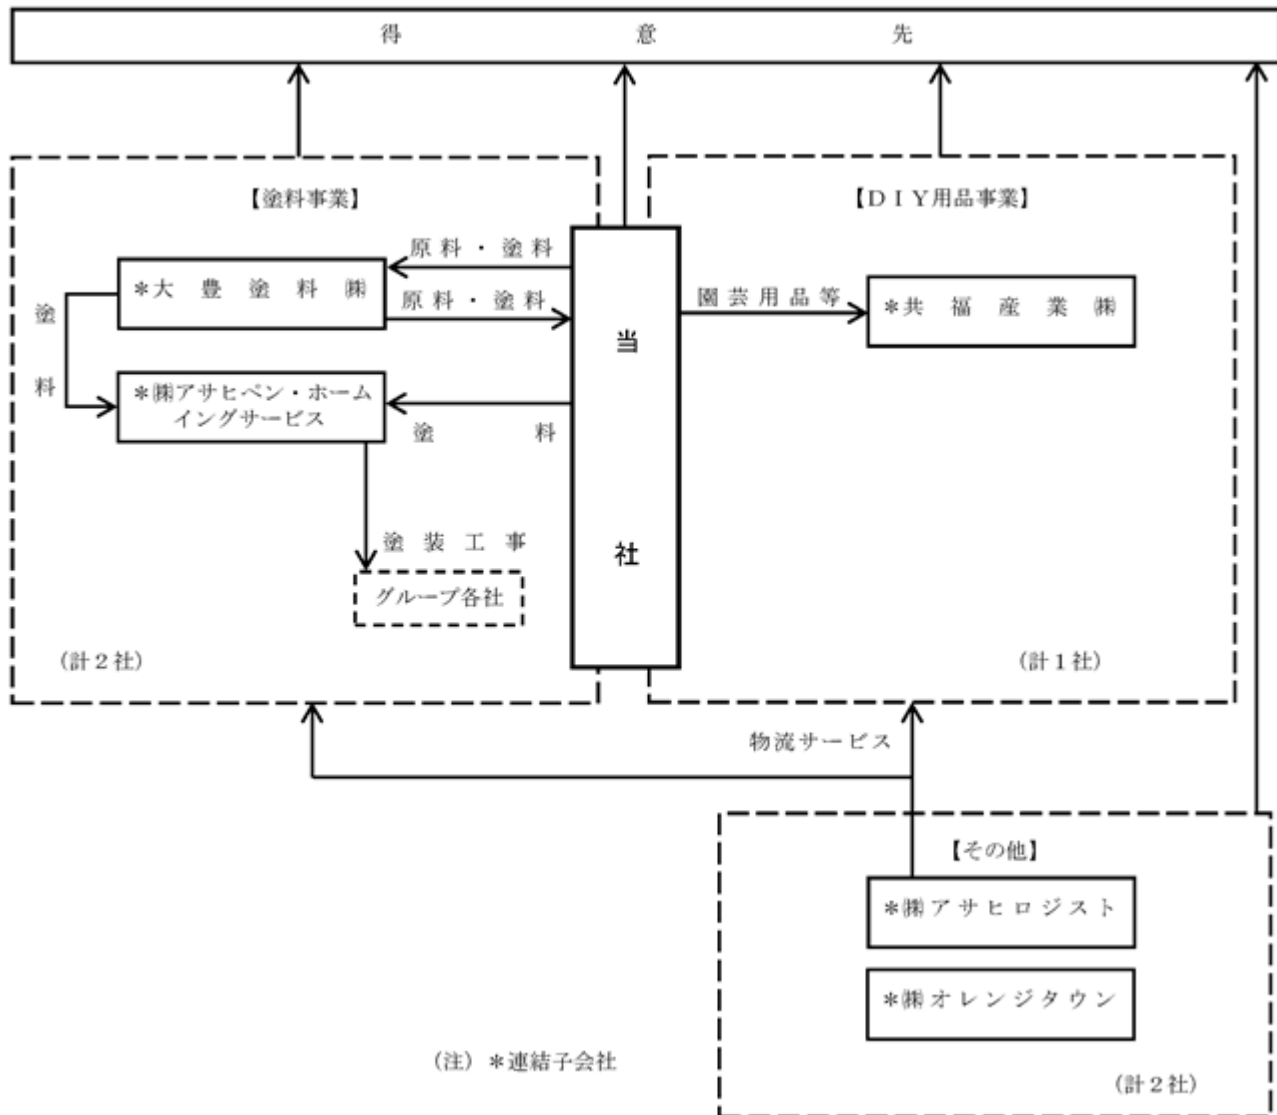 得意先
【塗料事業】
【ＤＩＹ用品事業】
原料・塗料
＊大豊塗料㈱
原料・塗料
塗料
＊㈱アサヒペン・ホーム
イングサービス
塗料
当社
園芸用品等
＊共福産業㈱
塗装工事
グループ各社
（計２社）
（計１社）
物流サービス
【その他】
＊㈱アサヒロジスト
＊㈱オレンジタウン
（注）＊連結子会社
（計２社）